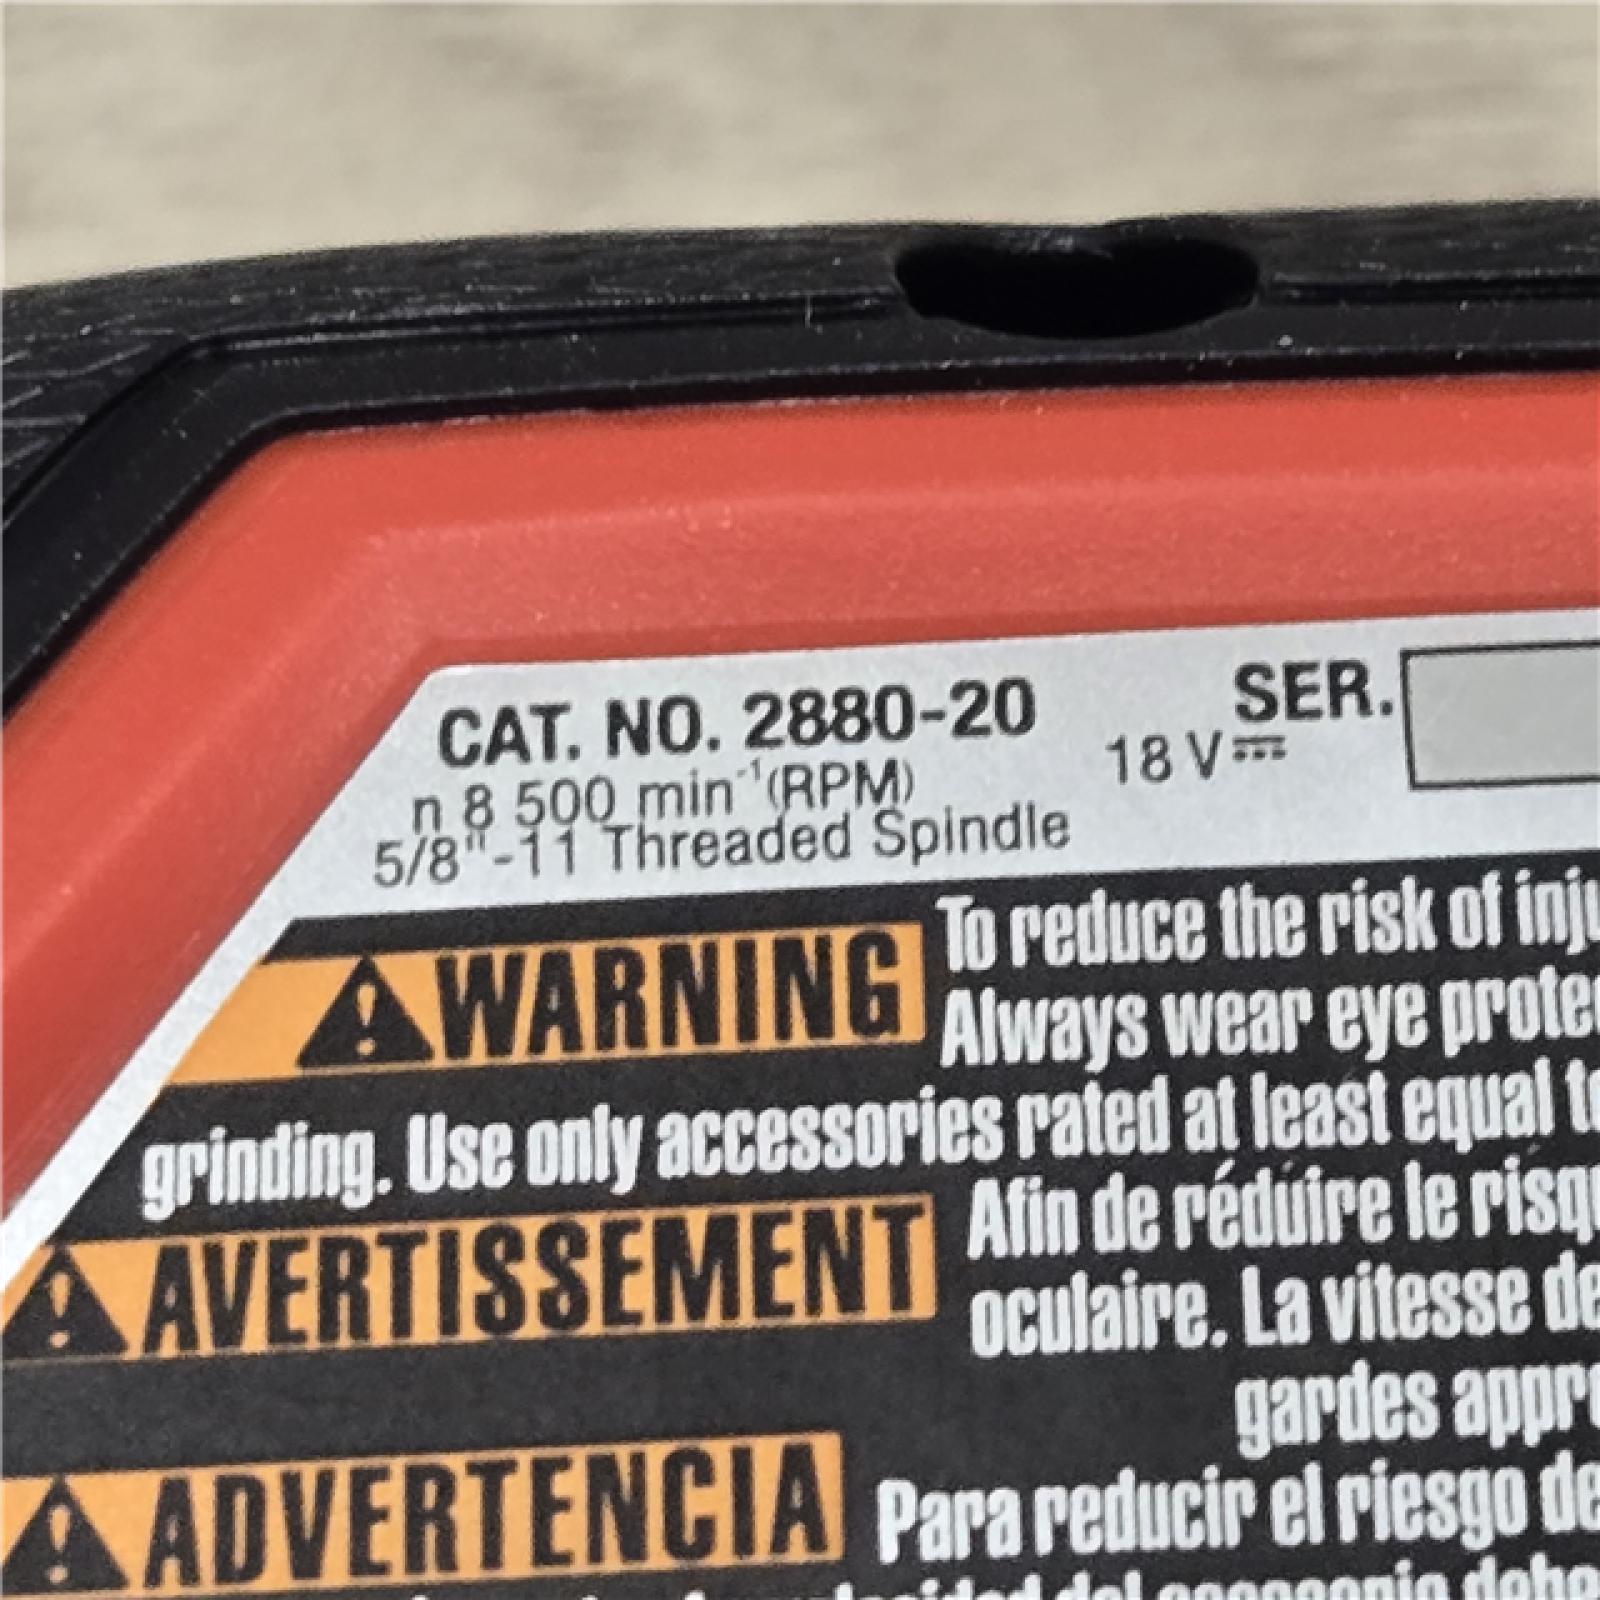 CAT. NO. 2880-20 SER.
n 8 500 min⁻¹(RPM) 18 V
5/8"-11 Threaded Spindle
WARNING To reduce the risk of
Always wear eye
grinding. Use only accessories rated at least equal
AVERTISSEMENT Afin de réduire le
oculaire. La vitesse
gardes
ADVERTENCIA Para reducir el riesgo
del